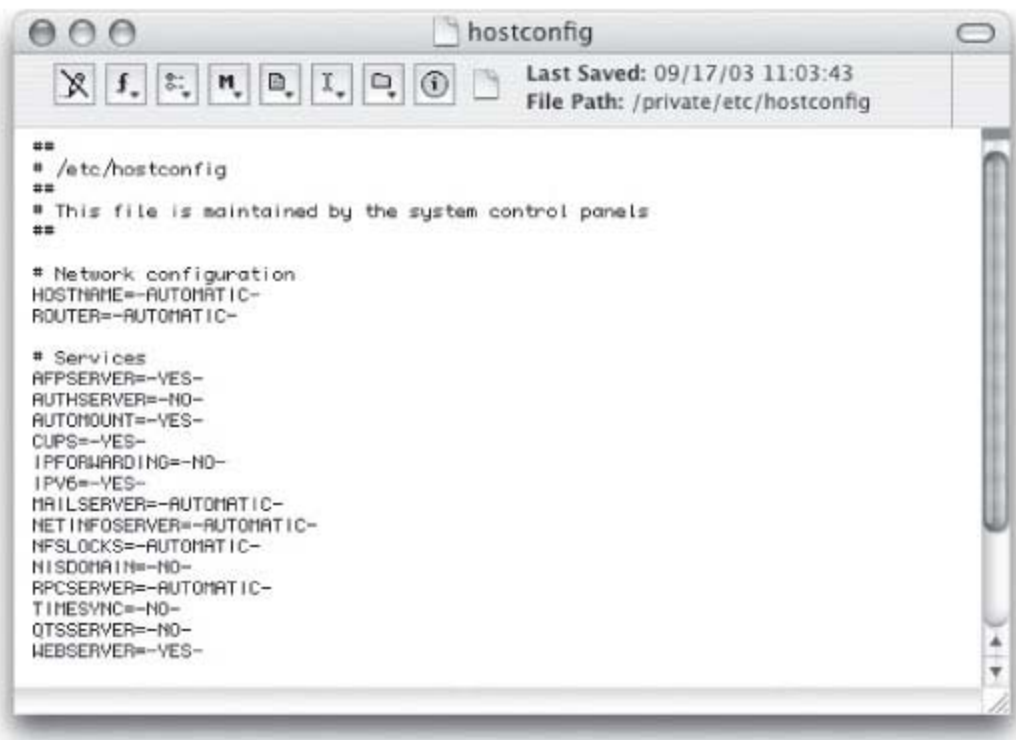 hostconfig
Last Saved: 09/17/03 11:03:43
File Path: /private/etc/hostconfig
##
# /etc/hostconfig
##
# This file is maintained by the system control panels
##
# Network configuration
HOSTNAME=-AUTOMATIC-
ROUTER=-AUTOMATIC-
# Services
AFPSERVER=-YES-
AUTHSERVER=-NO-
AUTOMOUNT=-YES-
CUPS=-YES-
IPFORWARDING=-NO-
IPV6=-YES-
MAILSERVER=-AUTOMATIC-
NETINFOSERVER=-AUTOMATIC-
NFSLOCKS=-AUTOMATIC-
NISDOMAIN=-NO-
RPCSERVER=-AUTOMATIC-
TIMESYNC=-NO-
QTSSERVER=-NO-
WEBSERVER=-YES-